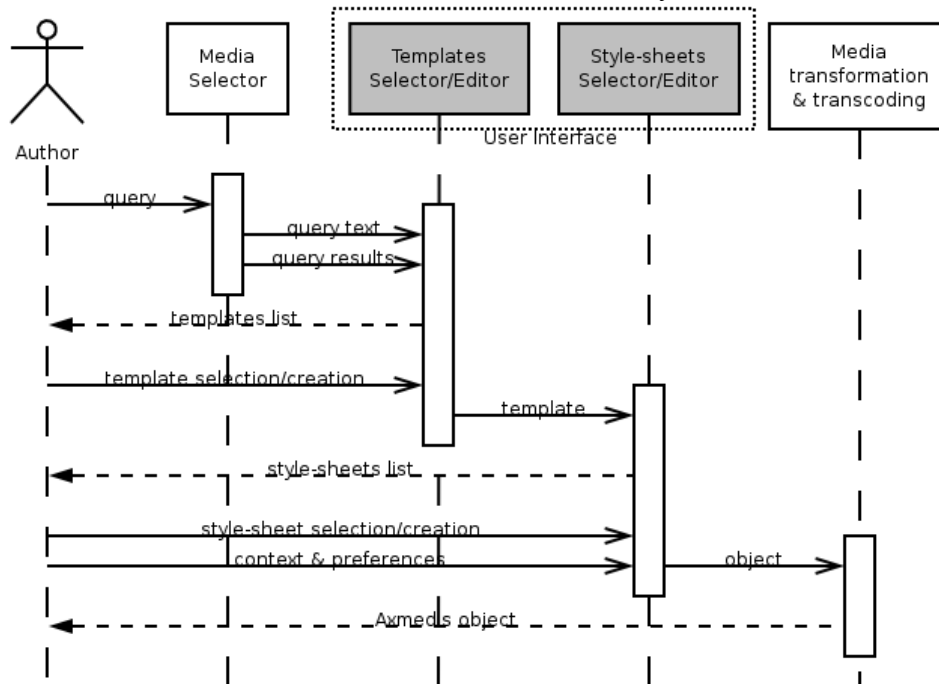 Media
Selector
Templates
Selector/Editor
Style-sheets
Selector/Editor
Media
transformation
& transcoding
User Interface
Author
query
query text
query results
templates list
template selection/creation
template
style-sheets list
style-sheet selection/creation
context & preferences
object
Axmedis object